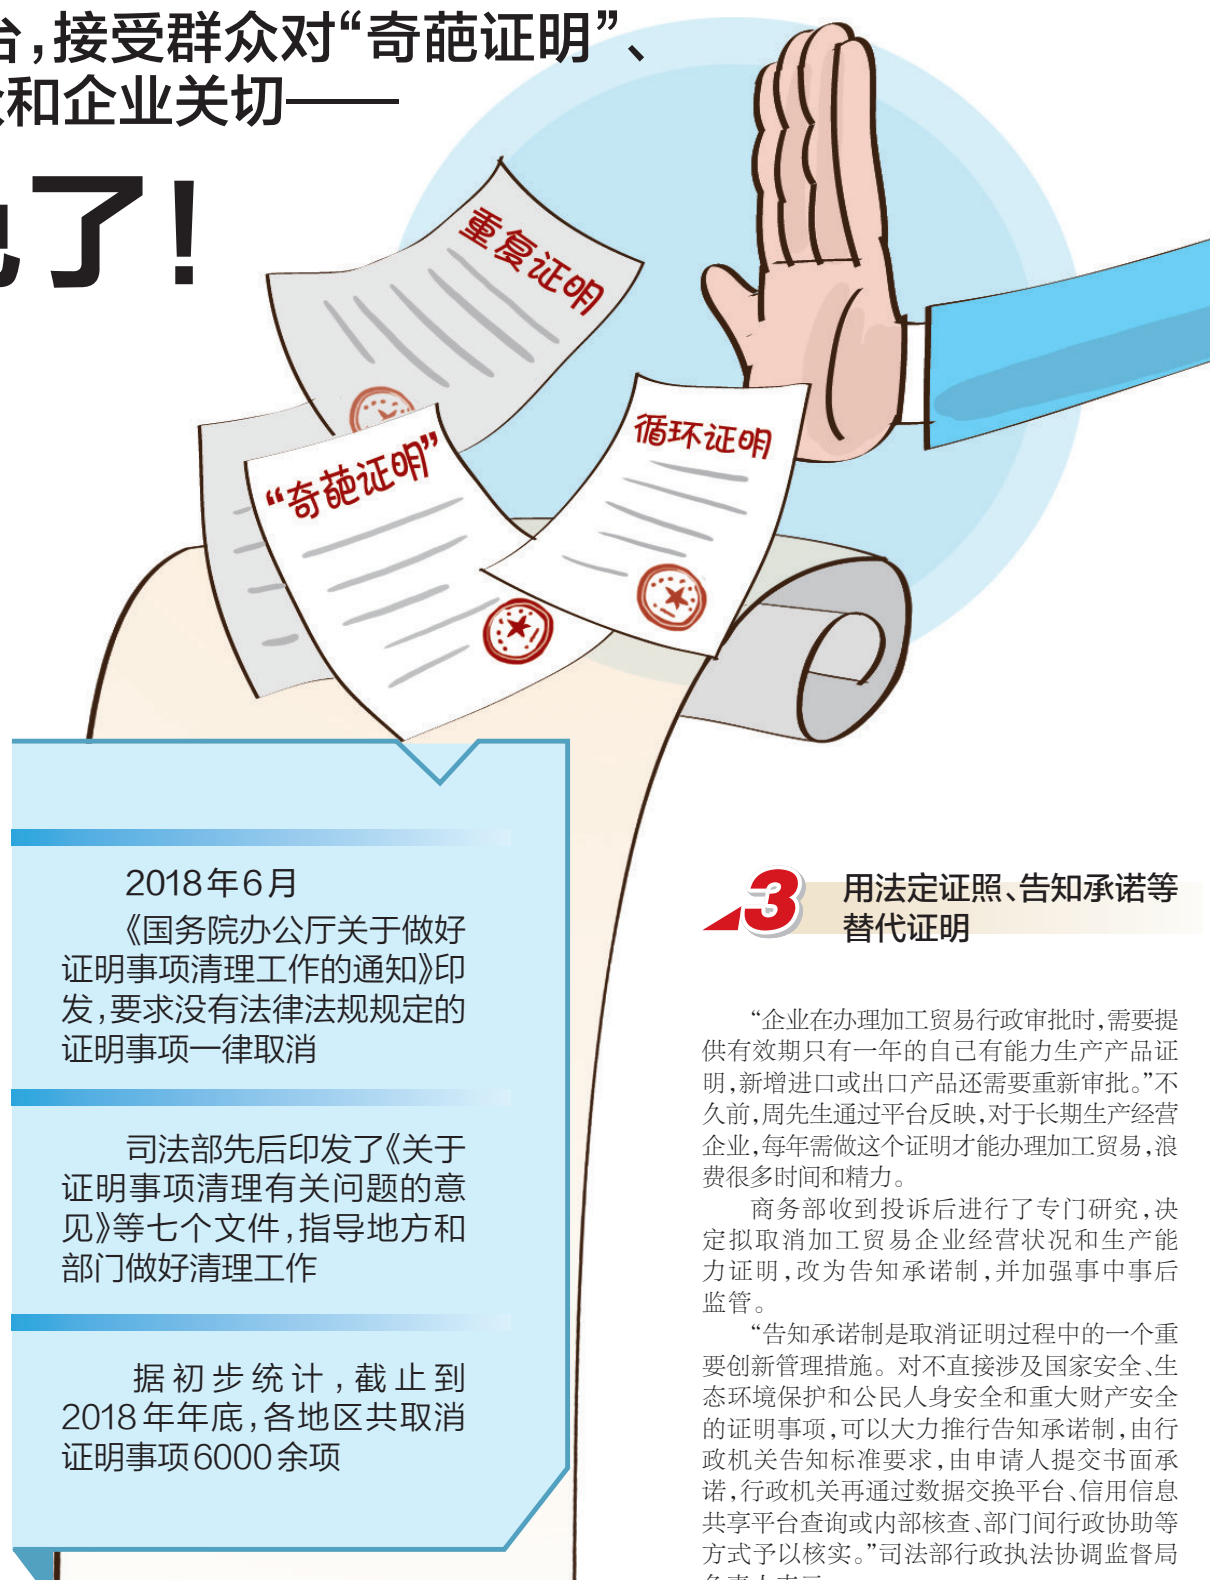 台,接受群众对“奇葩证明”、
和企业关切——
了!
重复证明
“奇葩证明”
循环证明
2018年6月
《国务院办公厅关于做好
证明事项清理工作的通知》印
发,要求没有法律法规规定的
证明事项一律取消
司法部先后印发了《关于
证明事项清理有关问题的意
见》等七个文件,指导地方和
部门做好清理工作
据初步统计,截止到
2018年年底,各地区共取消
证明事项6000余项
3
用法定证照、告知承诺等
替代证明
“企业在办理加工贸易行政审批时,需要提
供有效期只有一年的自己有能力生产产品证
明,新增进口或出口产品还需要重新审批。”不
久前,周先生通过平台反映,对于长期生产经营
企业,每年需做这个证明才能办理加工贸易,浪
费很多时间和精力。
商务部收到投诉后进行了专门研究,决
定拟取消加工贸易企业经营状况和生产能
力证明,改为告知承诺制,并加强事中事后
监管。
“告知承诺制是取消证明过程中的一个重
要创新管理措施。对不直接涉及国家安全、生
态环境保护和公民人身安全和重大财产安全
的证明事项,可以大力推行告知承诺制,由行
政机关告知标准要求,由申请人提交书面承
诺,行政机关再通过数据交换平台、信用信息
共享平台查询或内部核查、部门间行政协助等
方式予以核实。”司法部行政执法协调监督局